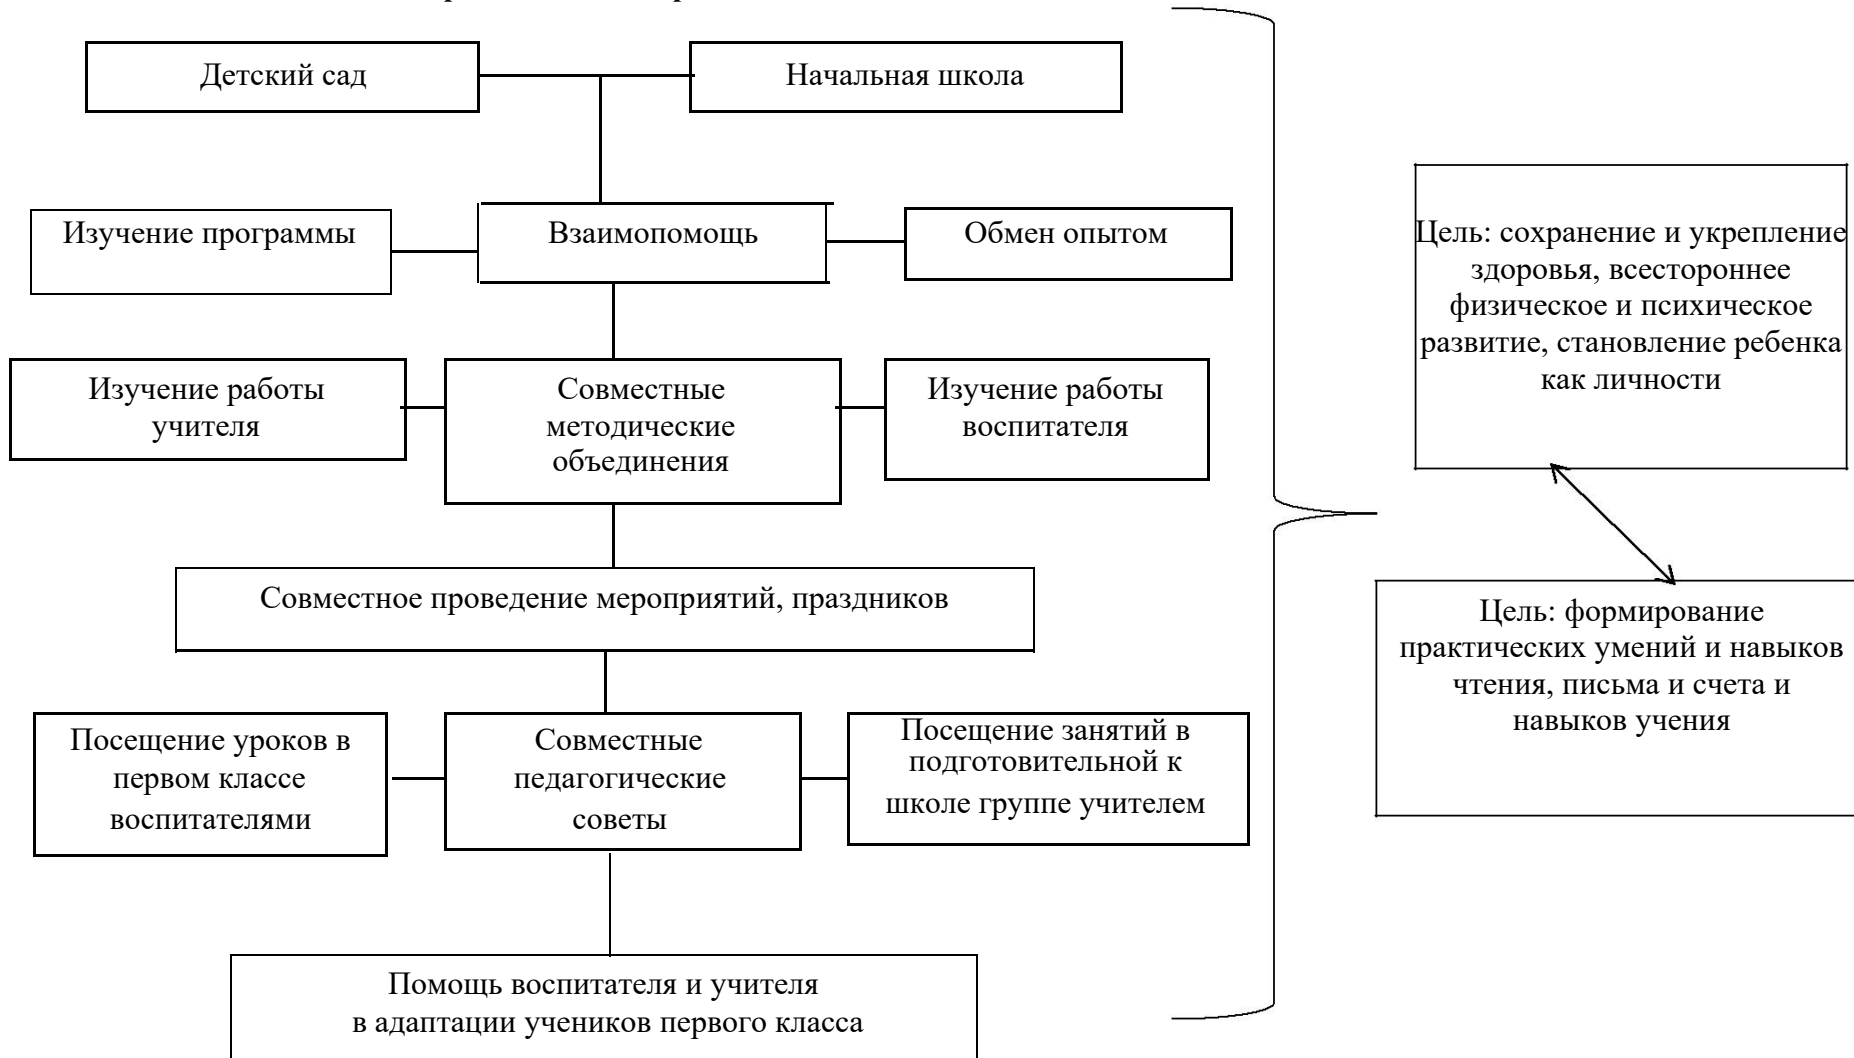 Детский сад
Начальная школа
Изучение программы
Взаимопомощь
Обмен опытом
Изучение работы
учителя
Совместные
методические
объединения
Изучение работы
воспитателя
Совместное проведение мероприятий, праздников
Посещение уроков в
первом классе
воспитателями
Совместные
педагогические
советы
Посещение занятий в
подготовительной к
школе группе учителем
Помощь воспитателя и учителя
в адаптации учеников первого класса
Цель: сохранение и укрепление
здоровья, всестороннее
физическое и психическое
развитие, становление ребенка
как личности
Цель: формирование
практических умений и навыков
чтения, письма и счета и
навыков учения